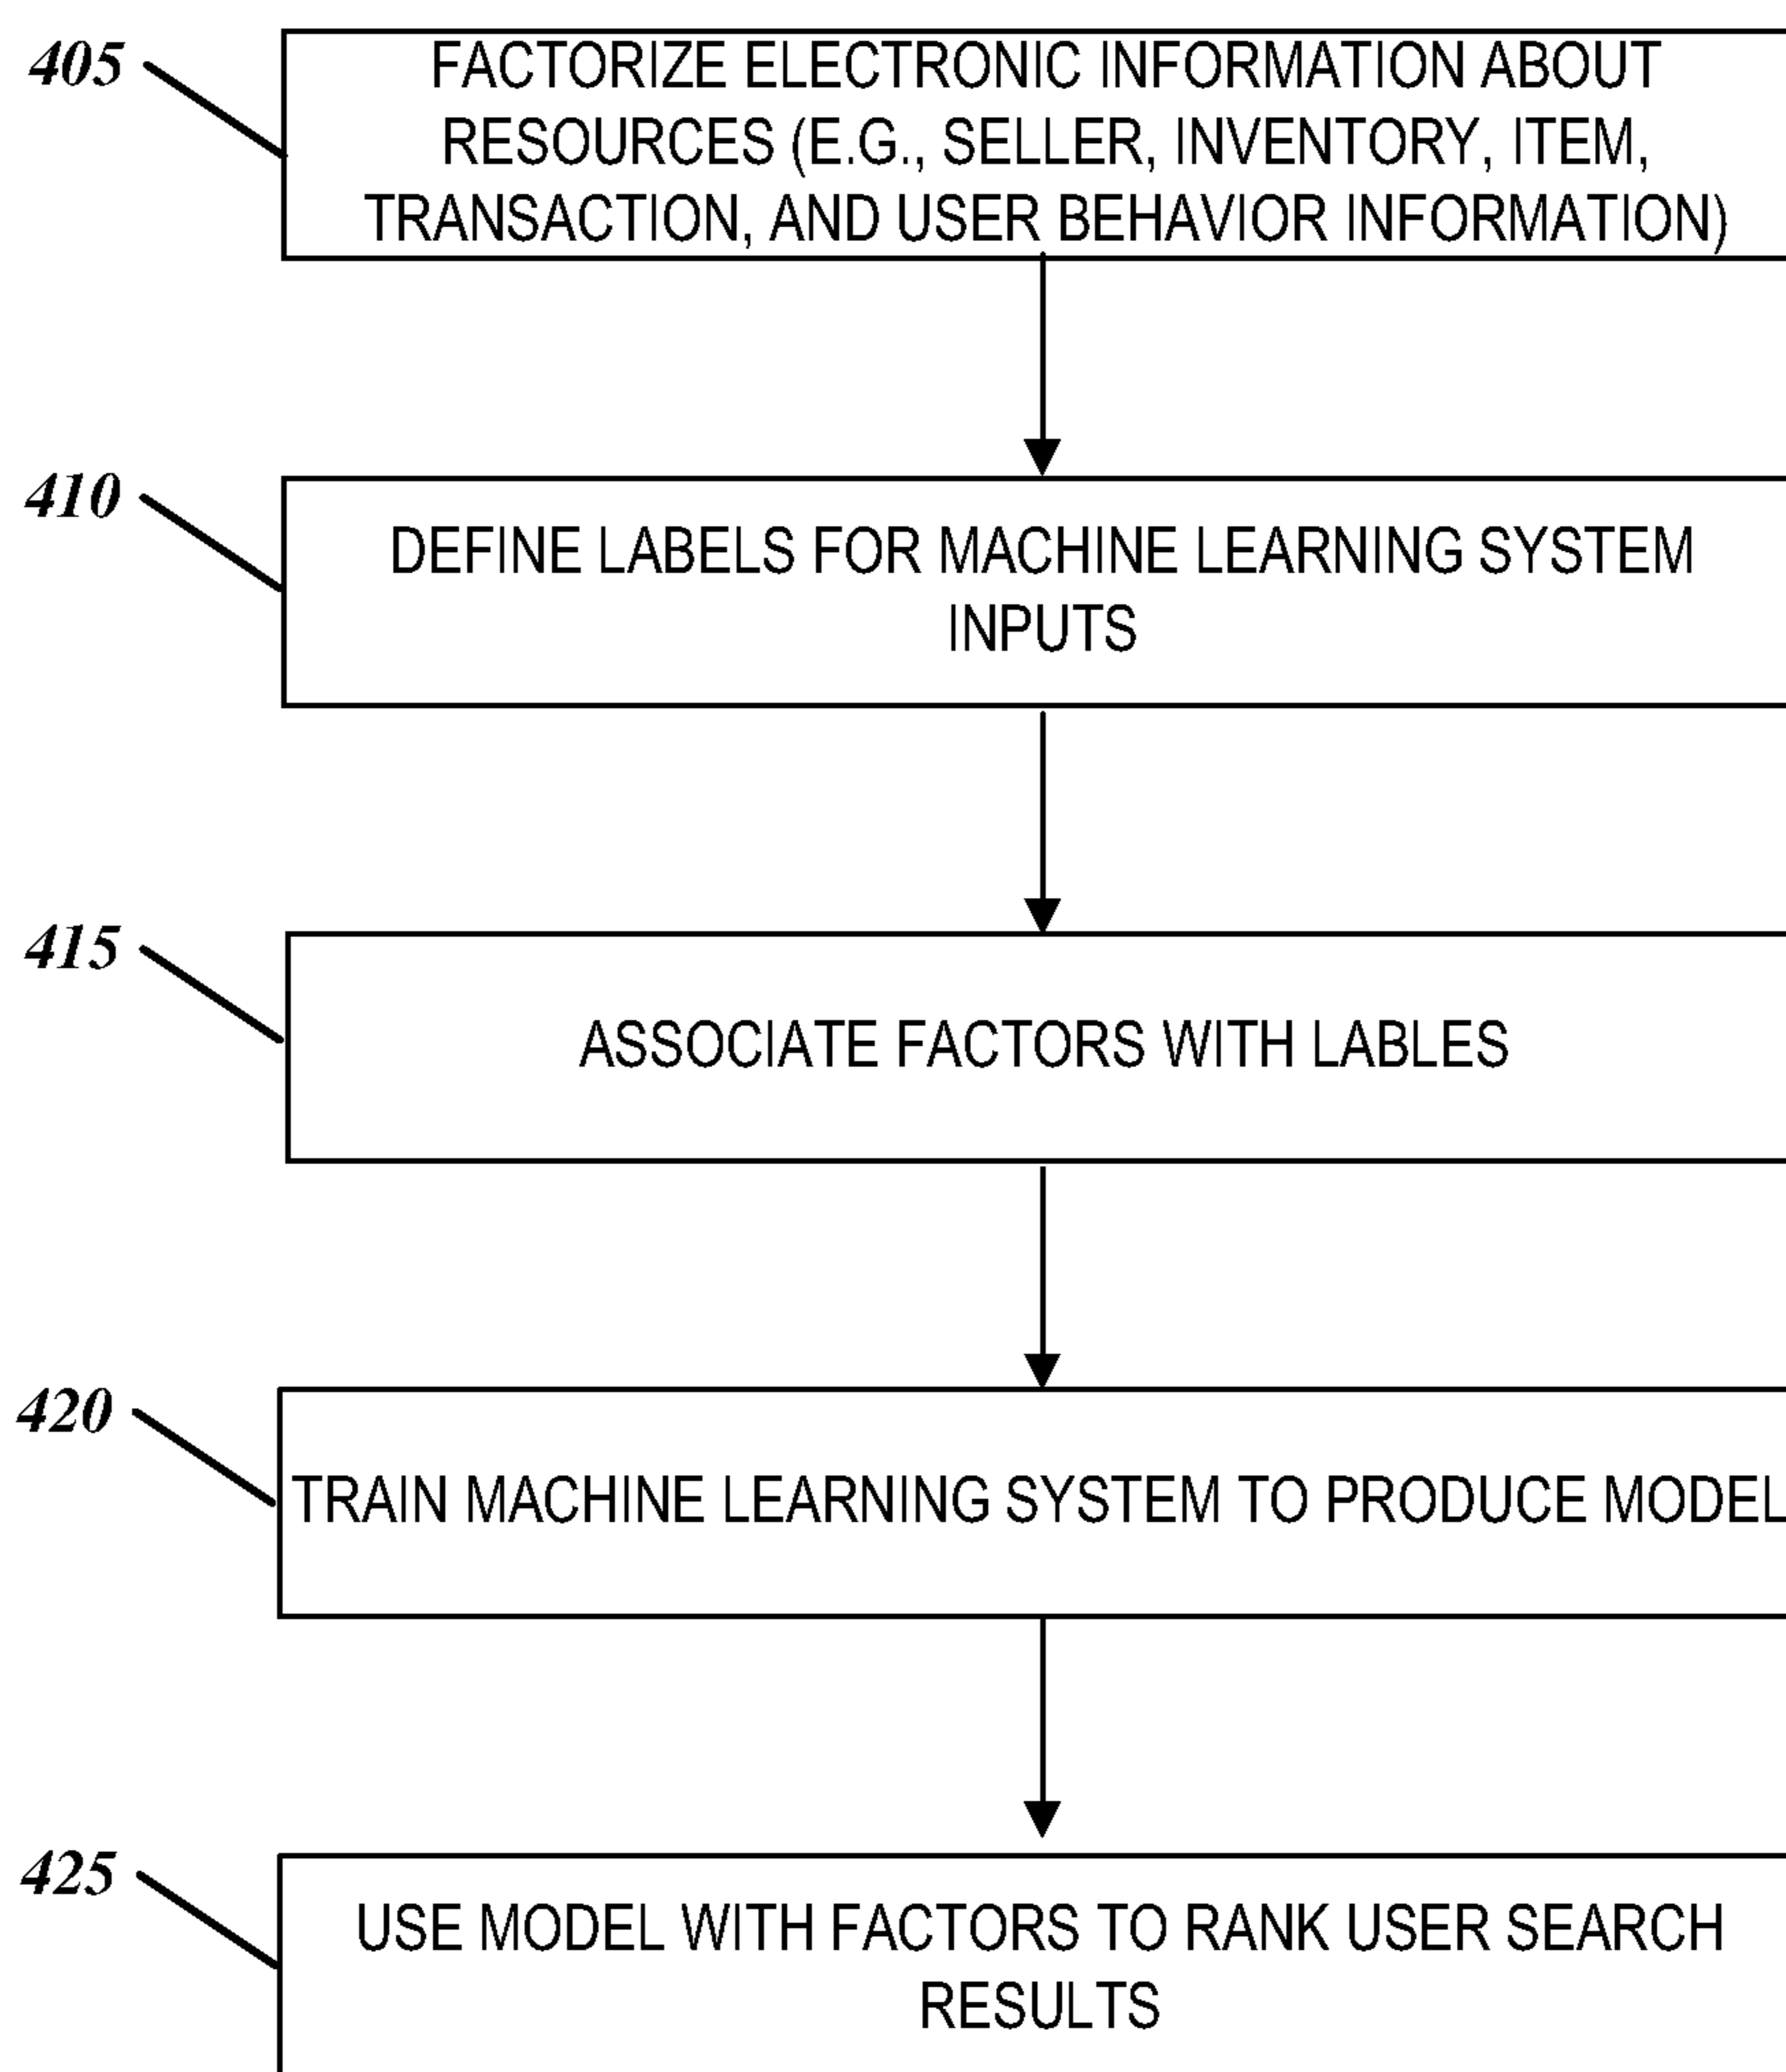 405
FACTORIZE ELECTRONIC INFORMATION ABOUT
RESOURCES (E.G., SELLER, INVENTORY, ITEM,
TRANSACTION, AND USER BEHAVIOR INFORMATION)
410
DEFINE LABELS FOR MACHINE LEARNING SYSTEM
INPUTS
415
ASSOCIATE FACTORS WITH LABLES
420
TRAIN MACHINE LEARNING SYSTEM TO PRODUCE MODEL
425
USE MODEL WITH FACTORS TO RANK USER SEARCH
RESULTS